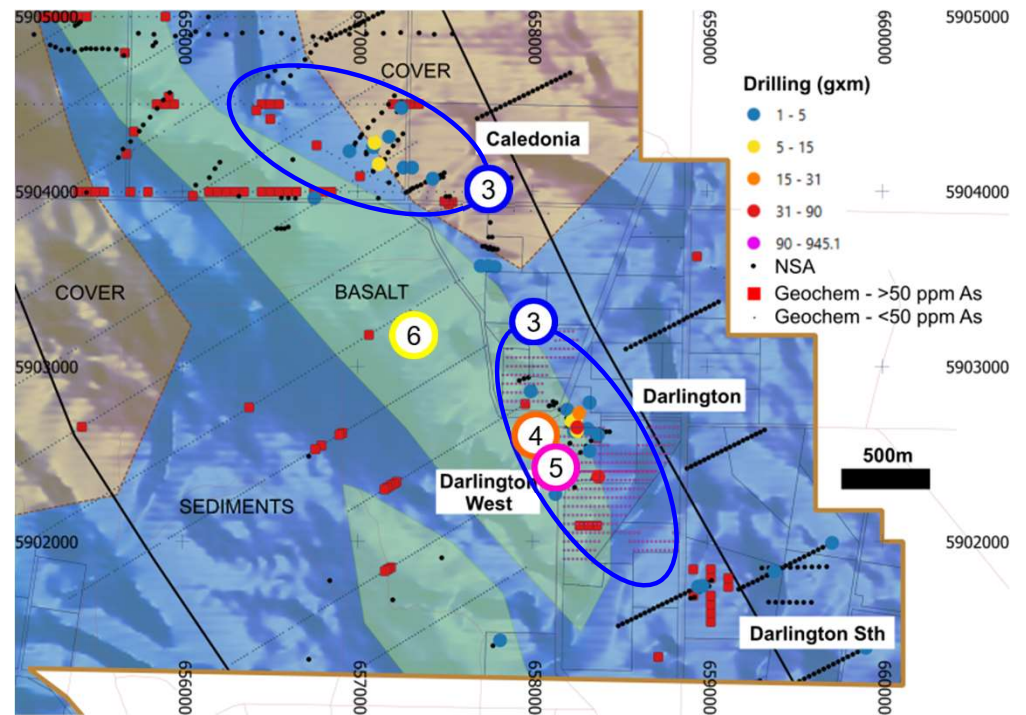 5905000
656000
657000
658000
659000
660000
5905000
COVER
Drilling (gxm)
1 - 5
5 - 15
15 - 31
31 - 90
90 - 945.1
NSA
Geochem - >50 ppm As
Geochem - <50 ppm As
Caledonia
3
5904000
5904000
COVER
BASALT
3
6
5903000
5903000
Darlington
4
5
500m
Darlington
West
SEDIMENTS
5902000
5902000
Darlington Sth
656000
657000
658000
659000
660000